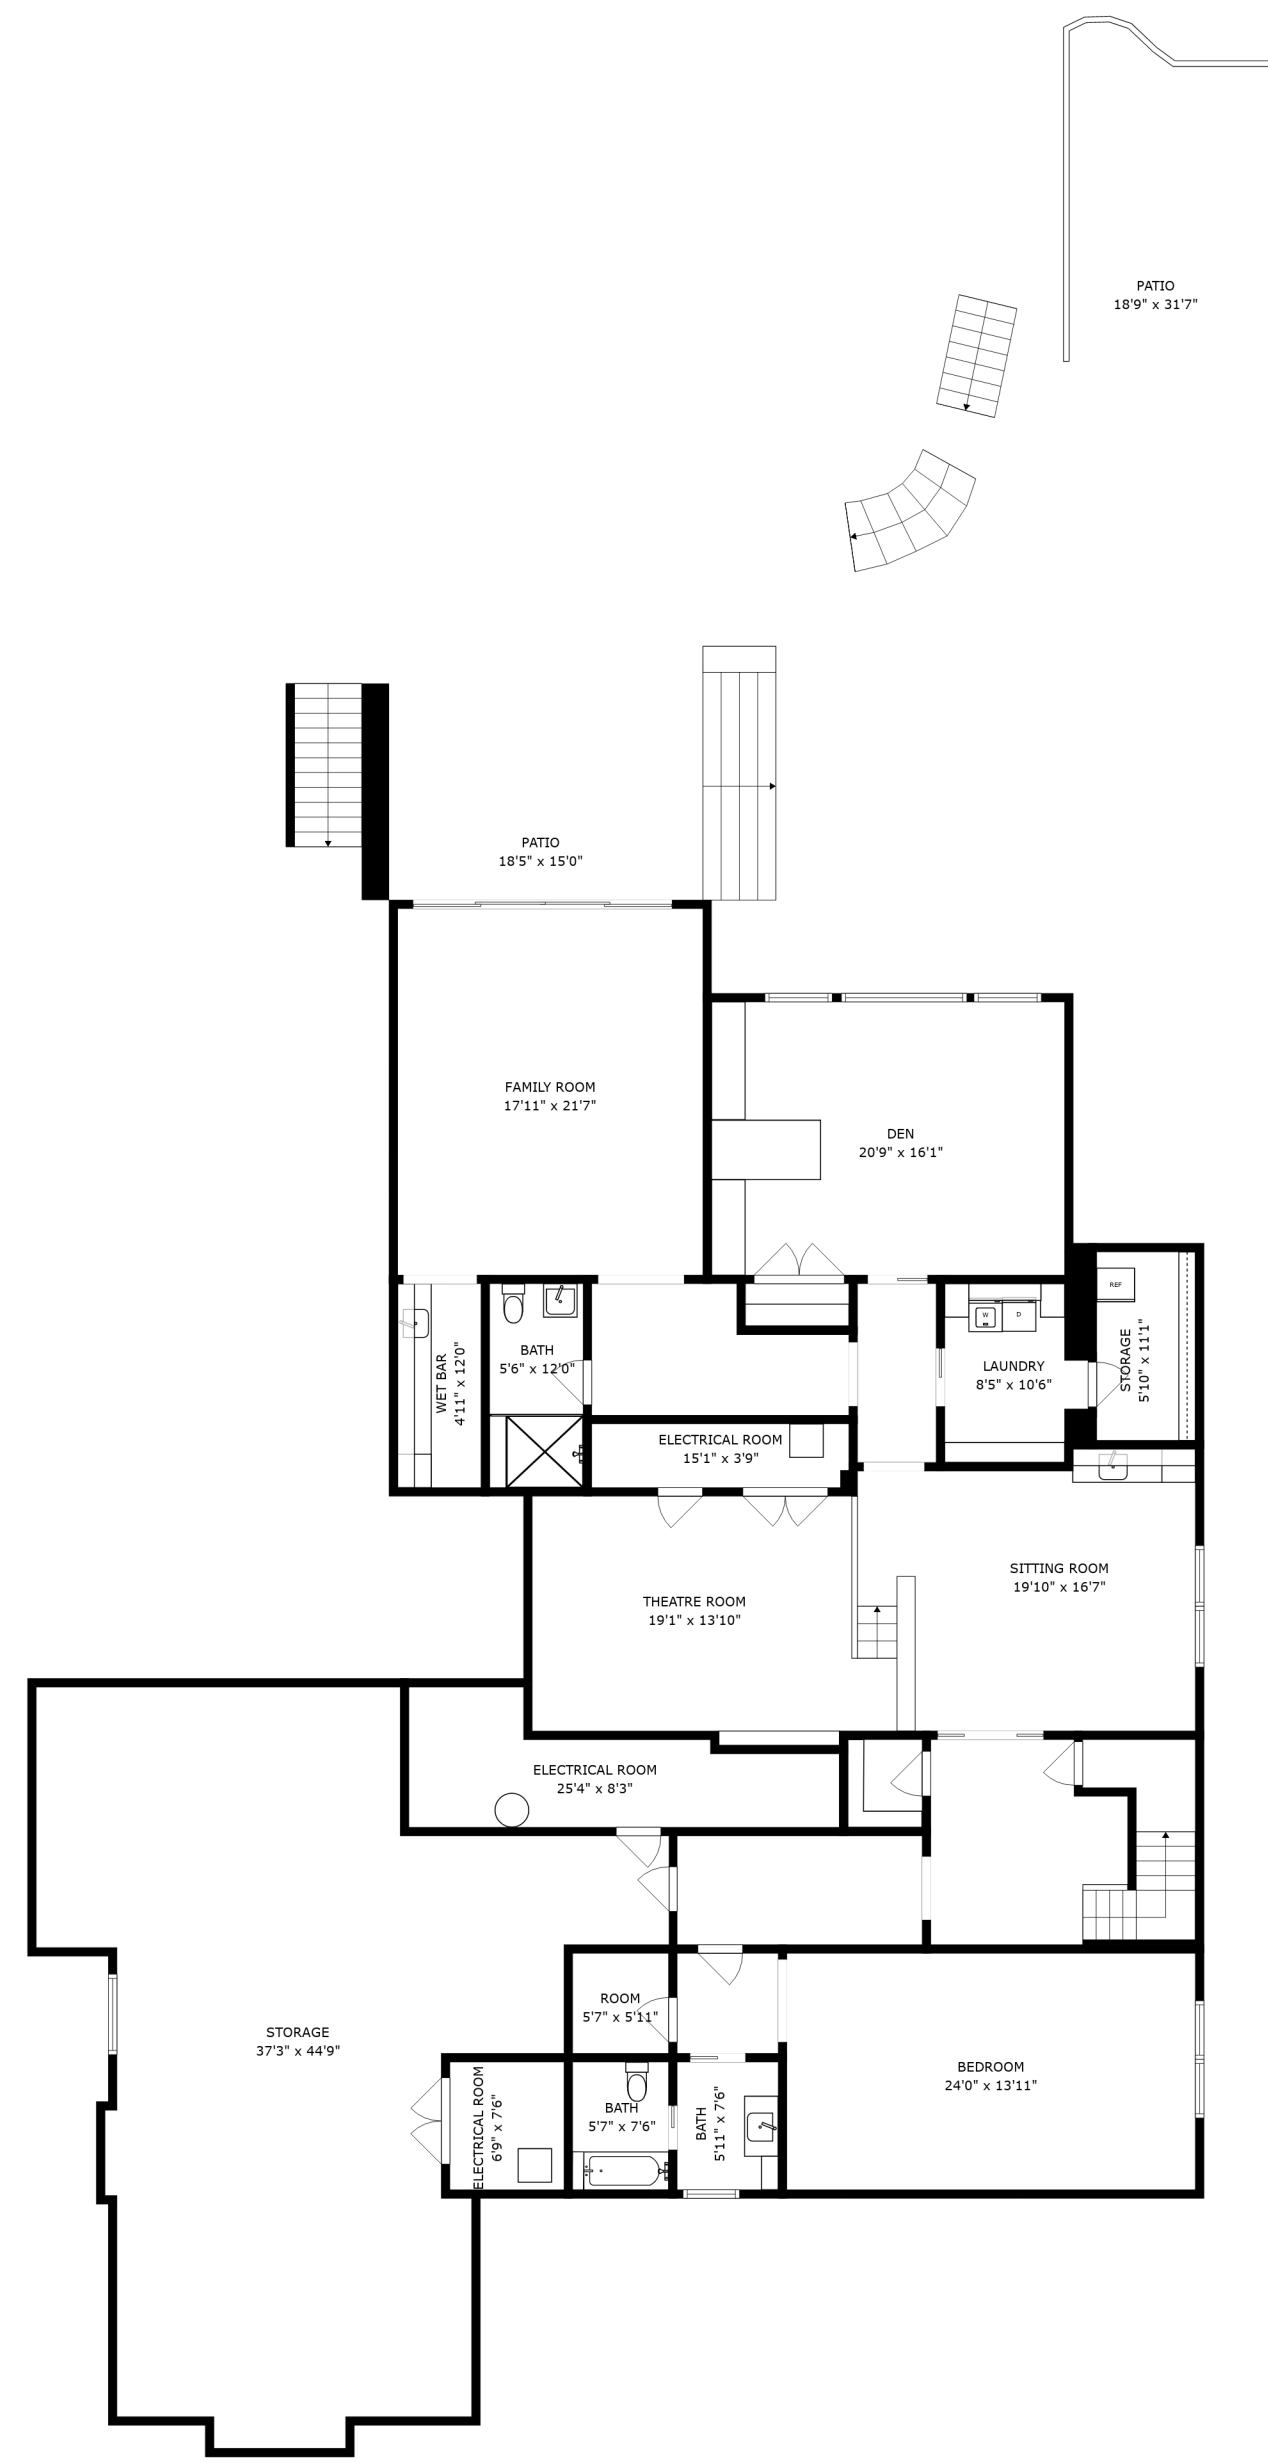 PATIO
18'9" x 31'7"
PATIO
18'5" x 15'0"
FAMILY ROOM
17'11" x 21'7"
DEN
20'9" x 16'1"
REF
W
D
BATH
5'6" x 12'0"
WET BAR
4'11" x 12'0"
LAUNDRY
8'5" x 10'6"
STORAGE
5'10" x 11'1"
ELECTRICAL ROOM
15'1" x 3'9"
SITTING ROOM
19'10" x 16'7"
THEATRE ROOM
19'1" x 13'10"
ELECTRICAL ROOM
25'4" x 8'3"
ROOM
5'7" x 5'11"
STORAGE
37'3" x 44'9"
BEDROOM
24'0" x 13'11"
ELECTRICAL ROOM
6'9" x 7'6"
BATH
5'7" x 7'6"
BATH
5'11" x 7'6"